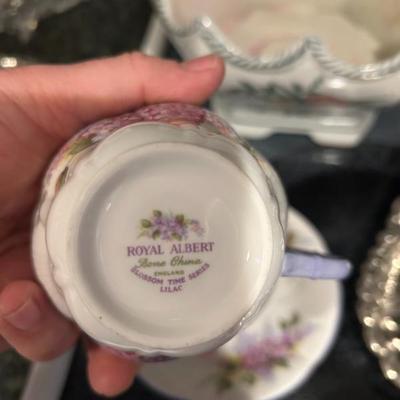 ROYAL ALBERT
Bone China
ENGLAND
BLOSSOM TIME SERIES
LILAC